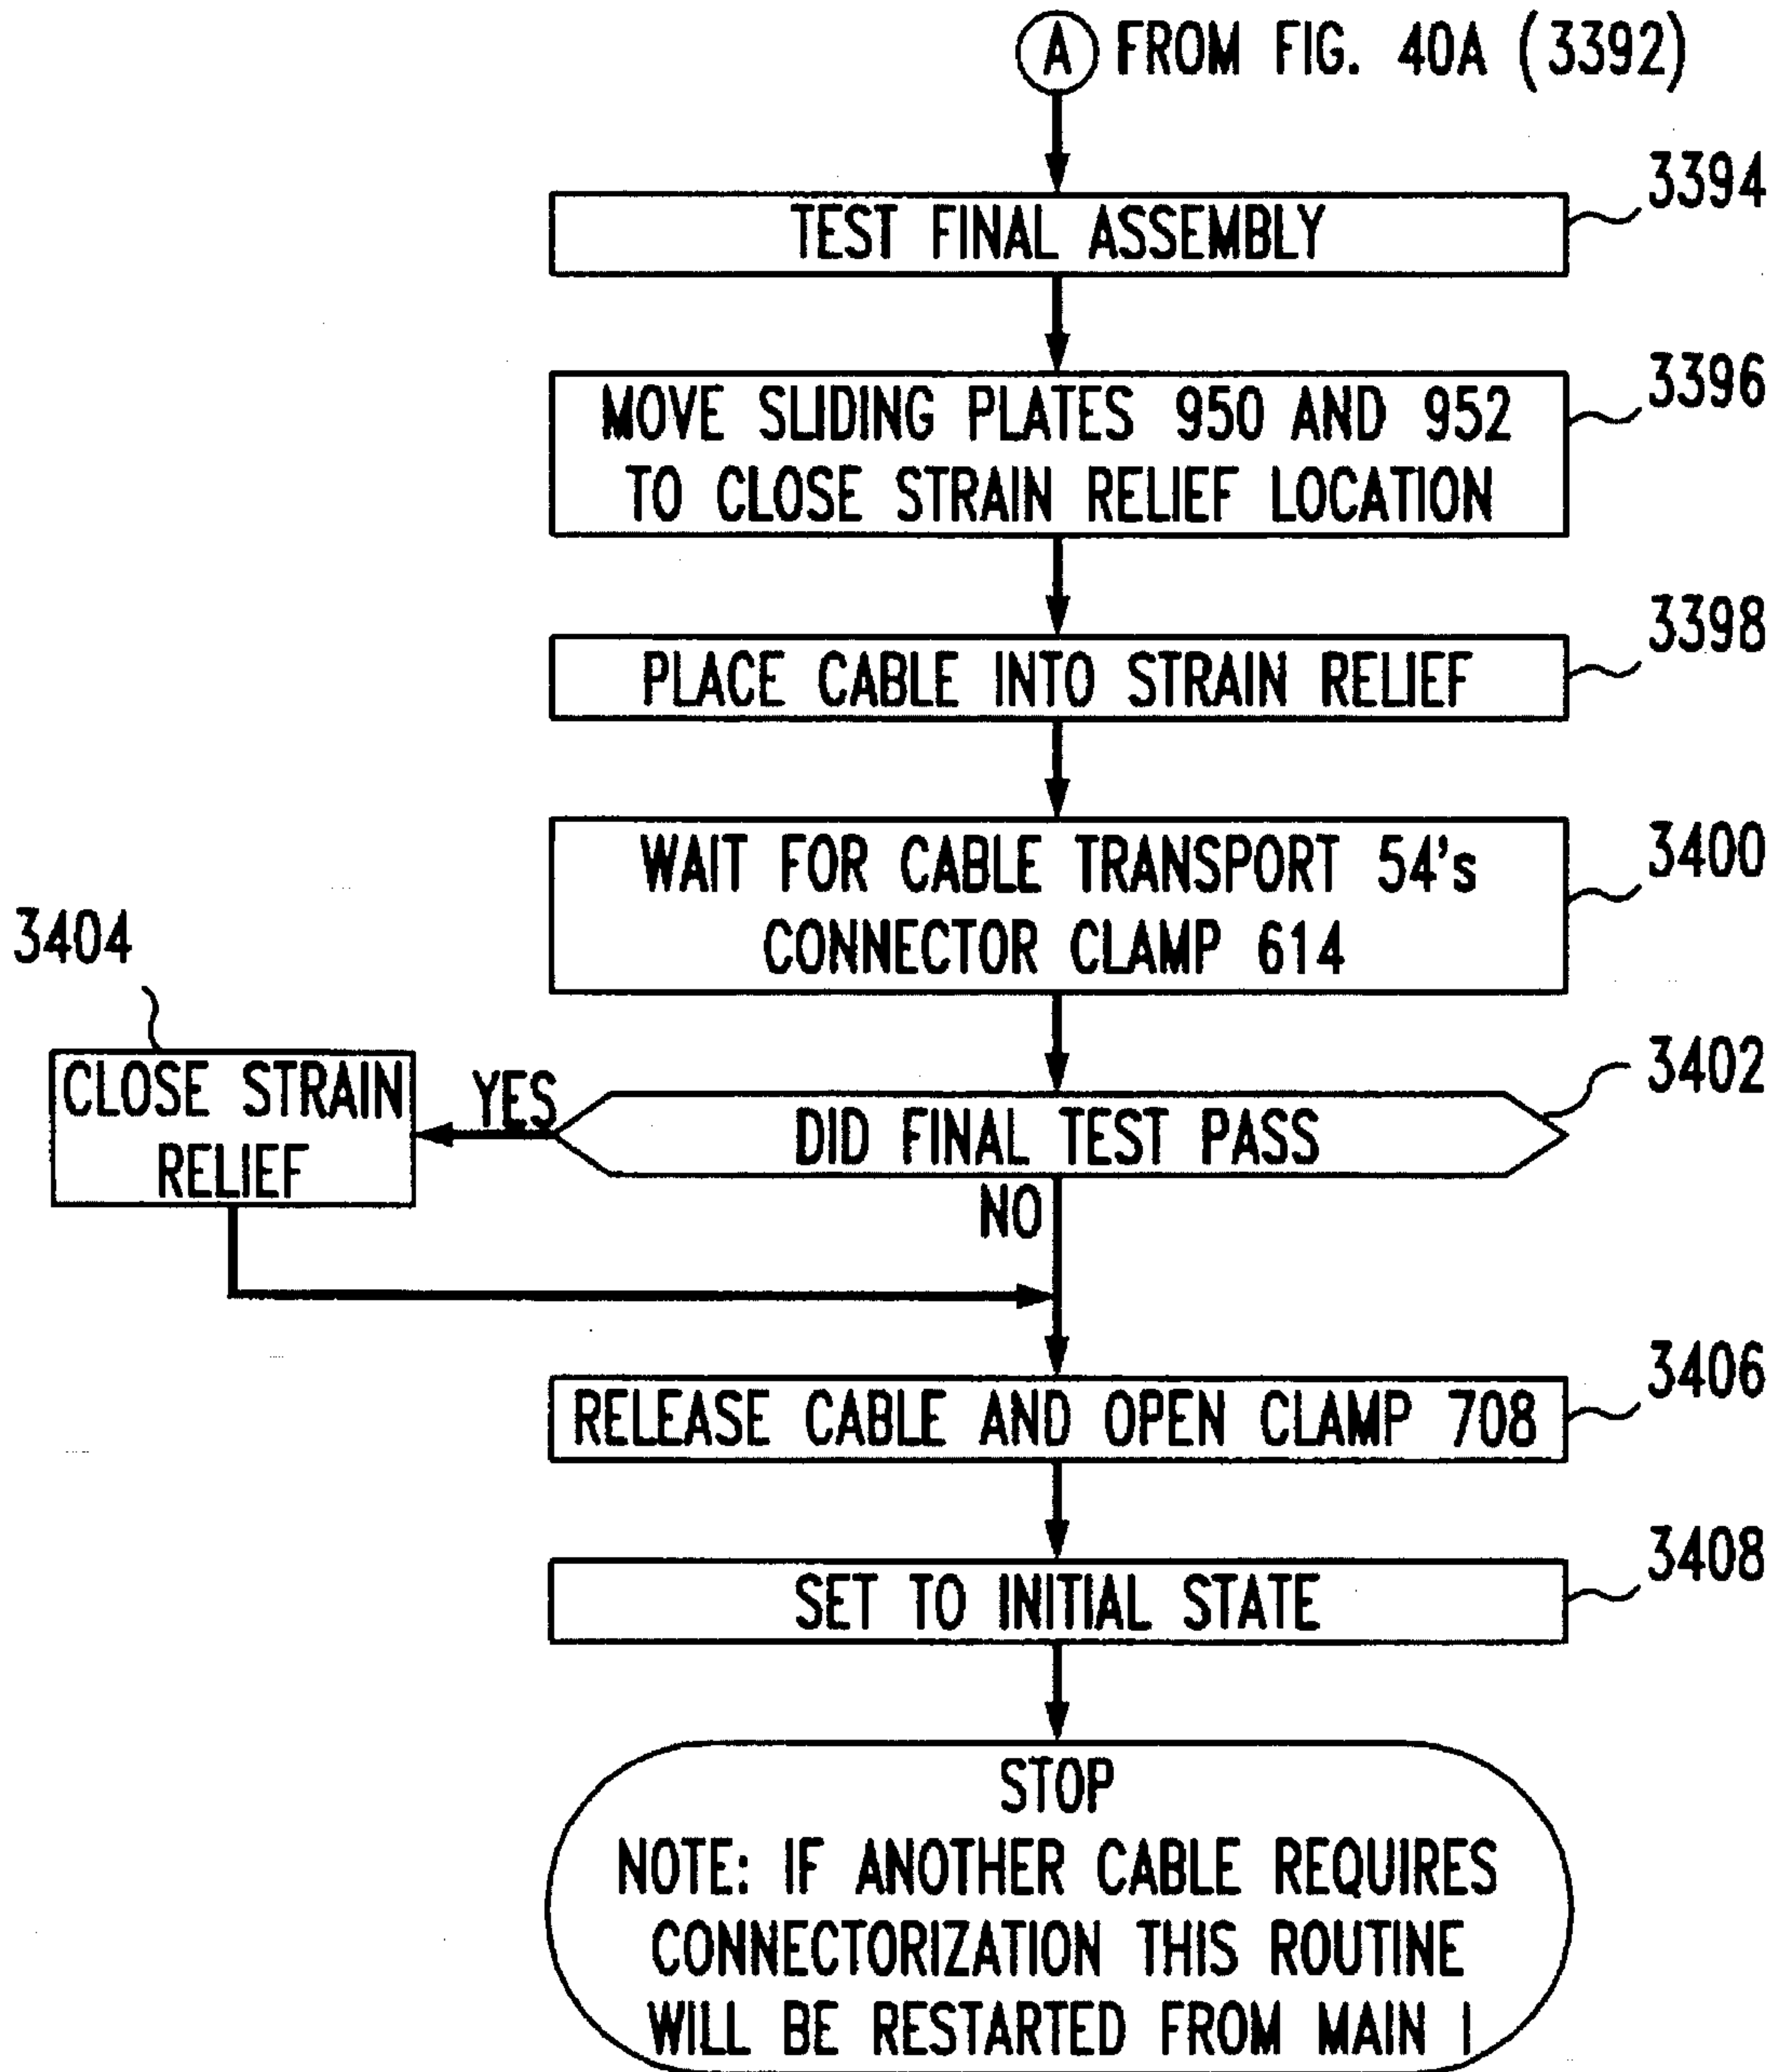 A FROM FIG. 40A (3392)
3394
TEST FINAL ASSEMBLY
3396
MOVE SLIDING PLATES 950 AND 952
TO CLOSE STRAIN RELIEF LOCATION
3398
PLACE CABLE INTO STRAIN RELIEF
3400
WAIT FOR CABLE TRANSPORT 54's
CONNECTOR CLAMP 614
3404
CLOSE STRAIN
RELIEF
YES
3402
DID FINAL TEST PASS
NO
3406
RELEASE CABLE AND OPEN CLAMP 708
3408
SET TO INITIAL STATE
STOP
NOTE: IF ANOTHER CABLE REQUIRES
CONNECTORIZATION THIS ROUTINE
WILL BE RESTARTED FROM MAIN I